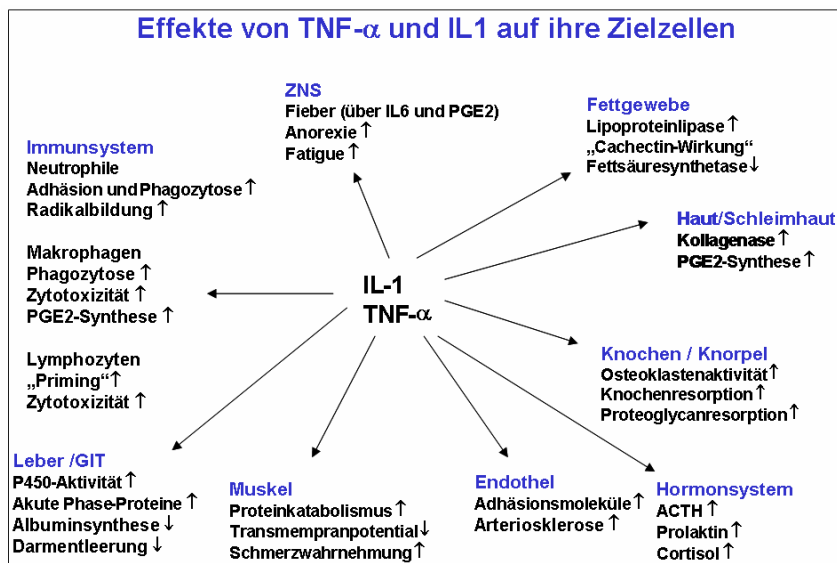 Effekte von TNF-α und IL1 auf ihre Zielzellen
ZNS
Fieber (über IL6 und PGE2)
Anorexie ↑
Fatigue ↑
Fettgewebe
Lipoproteinlipase ↑
„Cachectin-Wirkung“
Fettsäuresynthetase ↓
Immunsystem
Neutrophile
Adhäsion und Phagozytose ↑
Radikalbildung ↑
Makrophagen
Phagozytose ↑
Zytotoxizität ↑
PGE2-Synthese ↑
Lymphozyten
„Priming“ ↑
Zytotoxizität ↑
Haut/Schleimhaut
Kollagenase ↑
PGE2-Synthese ↑
IL-1
TNF-α
Knochen / Knorpel
Osteoklastenaktivität ↑
Knochenresorption ↑
Proteoglycanresorption ↑
Leber /GIT
P450-Aktivität ↑
Akute Phase-Proteine ↑
Albuminsynthese ↓
Darmentleerung ↓
Muskel
Proteinkatabolismus ↑
Transmempranpotential ↓
Schmerzwahrnehmung ↑
Endothel
Adhäsionsmoleküle ↑
Arteriosklerose ↑
Hormonsystem
ACTH ↑
Prolaktin ↑
Cortisol ↑